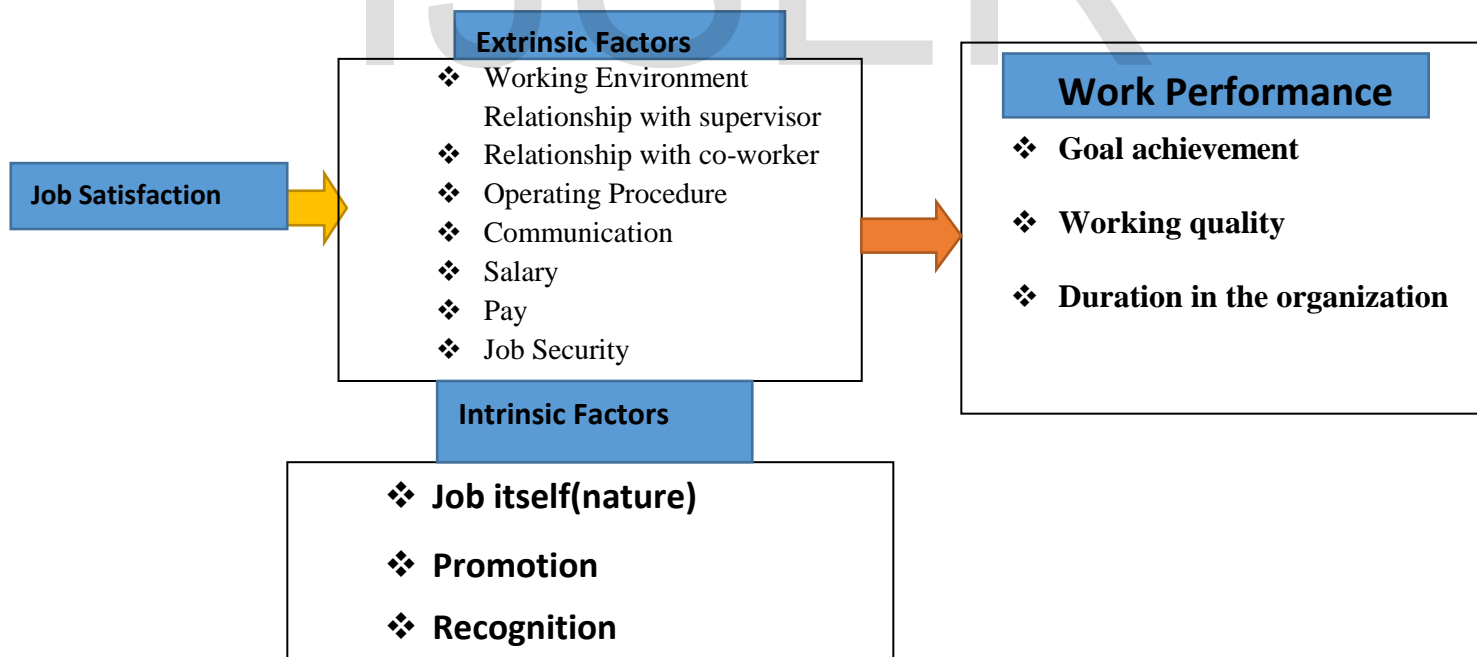 Extrinsic Factors
❖ Working Environment
Relationship with supervisor
❖ Relationship with co-worker
❖ Operating Procedure
❖ Communication
❖ Salary
❖ Pay
❖ Job Security
Job Satisfaction
Work Performance
❖ Goal achievement
❖ Working quality
❖ Duration in the organization
Intrinsic Factors
❖ Job itself(nature)
❖ Promotion
❖ Recognition